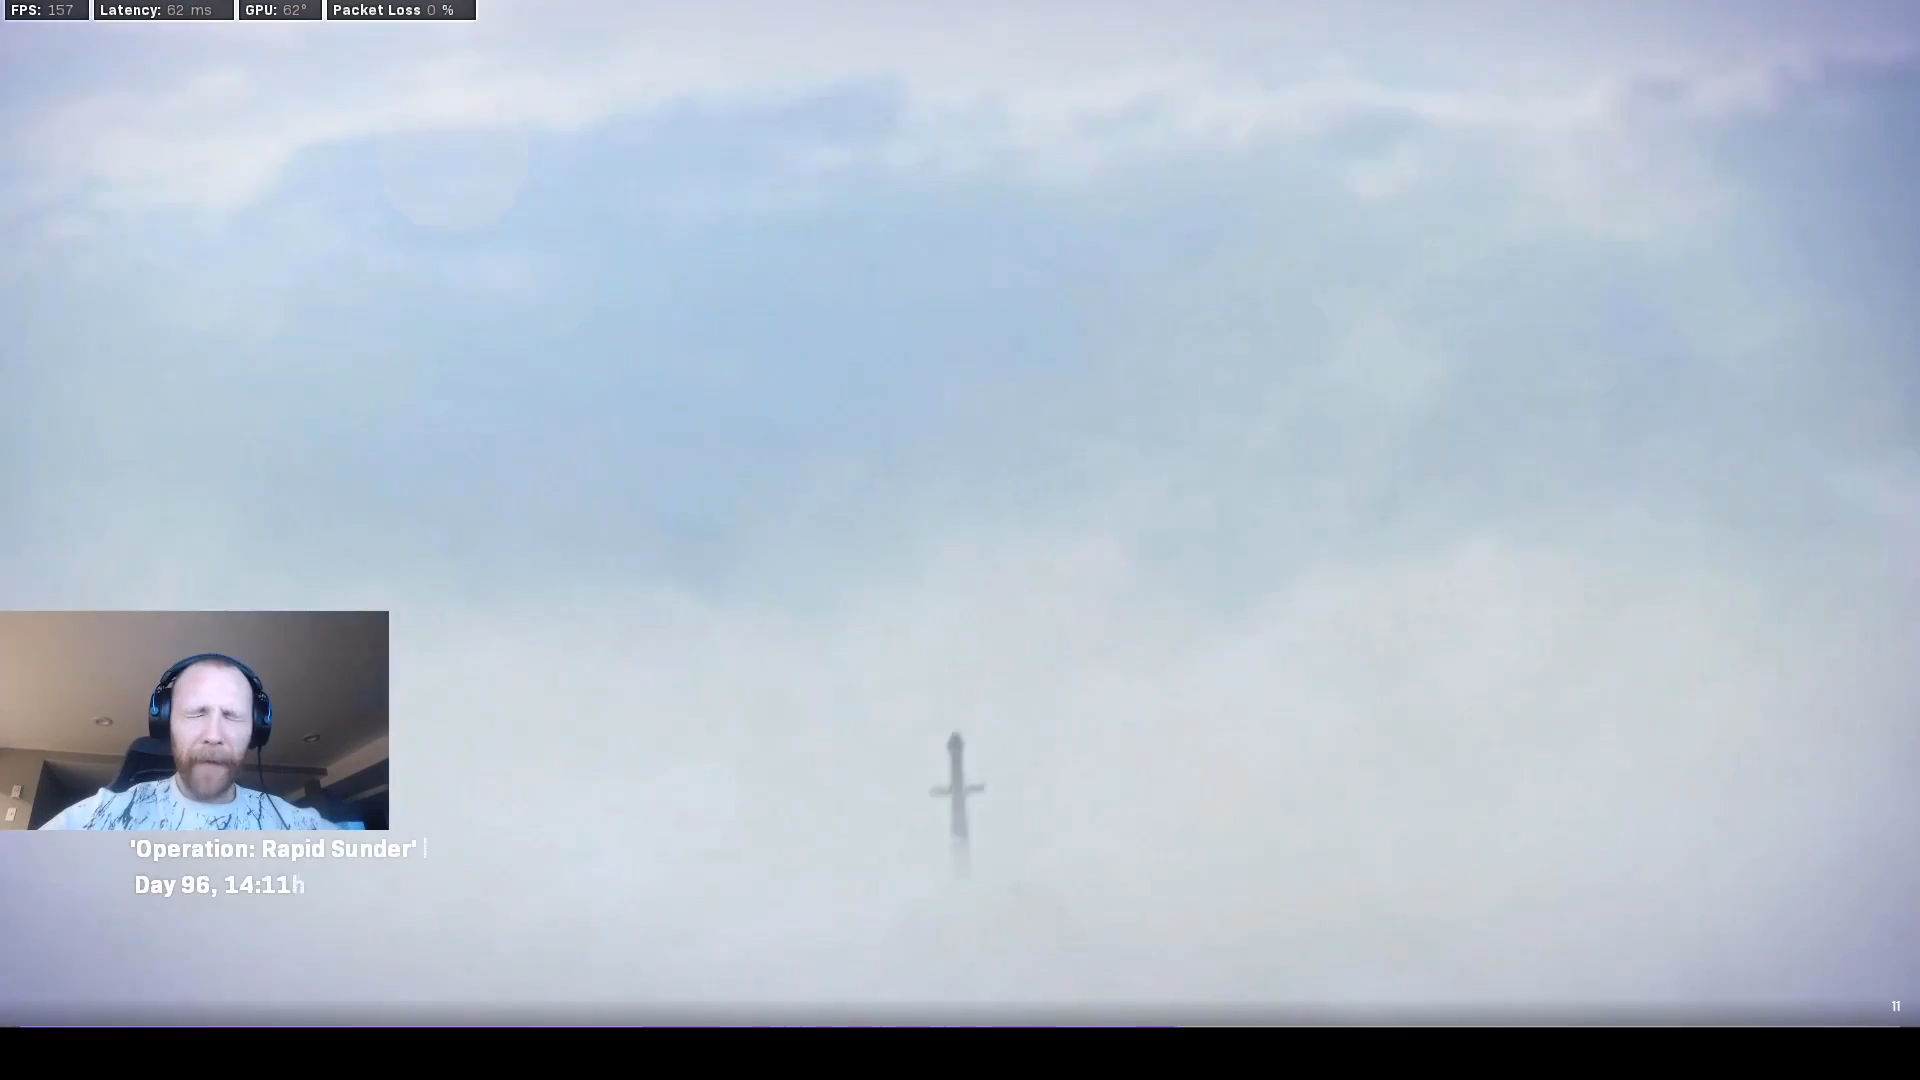 FPS: 157 Latency: 62 ms GPU: 62° Packet Loss 0 %
'Operation: Rapid Sunder'
Day 96, 14:11h
11